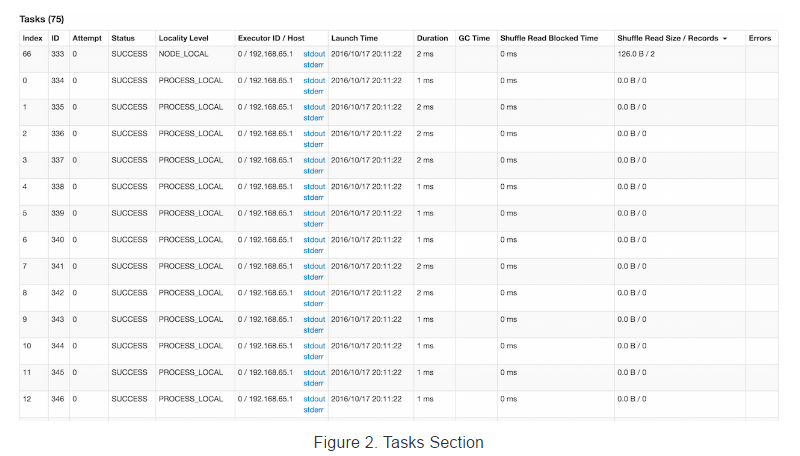 Tasks (75)
Index ID Attempt Status Locality Level Executor ID / Host Launch Time Duration GC Time Shuffle Read Blocked Time Shuffle Read Size / Records Errors
66 333 0 SUCCESS NODE_LOCAL 0 / 192.168.65.1 stdout 2016/10/17 20:11:22 2 ms 0 ms 126.0 B / 2
stderr
0 334 0 SUCCESS PROCESS_LOCAL 0 / 192.168.65.1 stdout 2016/10/17 20:11:22 1 ms 0 ms 0.0 B / 0
stderr
1 335 0 SUCCESS PROCESS_LOCAL 0 / 192.168.65.1 stdout 2016/10/17 20:11:22 2 ms 0 ms 0.0 B / 0
stderr
2 336 0 SUCCESS PROCESS_LOCAL 0 / 192.168.65.1 stdout 2016/10/17 20:11:22 2 ms 0 ms 0.0 B / 0
stderr
3 337 0 SUCCESS PROCESS_LOCAL 0 / 192.168.65.1 stdout 2016/10/17 20:11:22 2 ms 0 ms 0.0 B / 0
stderr
4 338 0 SUCCESS PROCESS_LOCAL 0 / 192.168.65.1 stdout 2016/10/17 20:11:22 1 ms 0 ms 0.0 B / 0
stderr
5 339 0 SUCCESS PROCESS_LOCAL 0 / 192.168.65.1 stdout 2016/10/17 20:11:22 1 ms 0 ms 0.0 B / 0
stderr
6 340 0 SUCCESS PROCESS_LOCAL 0 / 192.168.65.1 stdout 2016/10/17 20:11:22 1 ms 0 ms 0.0 B / 0
stderr
7 341 0 SUCCESS PROCESS_LOCAL 0 / 192.168.65.1 stdout 2016/10/17 20:11:22 2 ms 0 ms 0.0 B / 0
stderr
8 342 0 SUCCESS PROCESS_LOCAL 0 / 192.168.65.1 stdout 2016/10/17 20:11:22 2 ms 0 ms 0.0 B / 0
stderr
9 343 0 SUCCESS PROCESS_LOCAL 0 / 192.168.65.1 stdout 2016/10/17 20:11:22 1 ms 0 ms 0.0 B / 0
stderr
10 344 0 SUCCESS PROCESS_LOCAL 0 / 192.168.65.1 stdout 2016/10/17 20:11:22 1 ms 0 ms 0.0 B / 0
stderr
11 345 0 SUCCESS PROCESS_LOCAL 0 / 192.168.65.1 stdout 2016/10/17 20:11:22 1 ms 0 ms 0.0 B / 0
stderr
12 346 0 SUCCESS PROCESS_LOCAL 0 / 192.168.65.1 stdout 2016/10/17 20:11:22 1 ms 0 ms 0.0 B / 0
stderr
Figure 2. Tasks Section